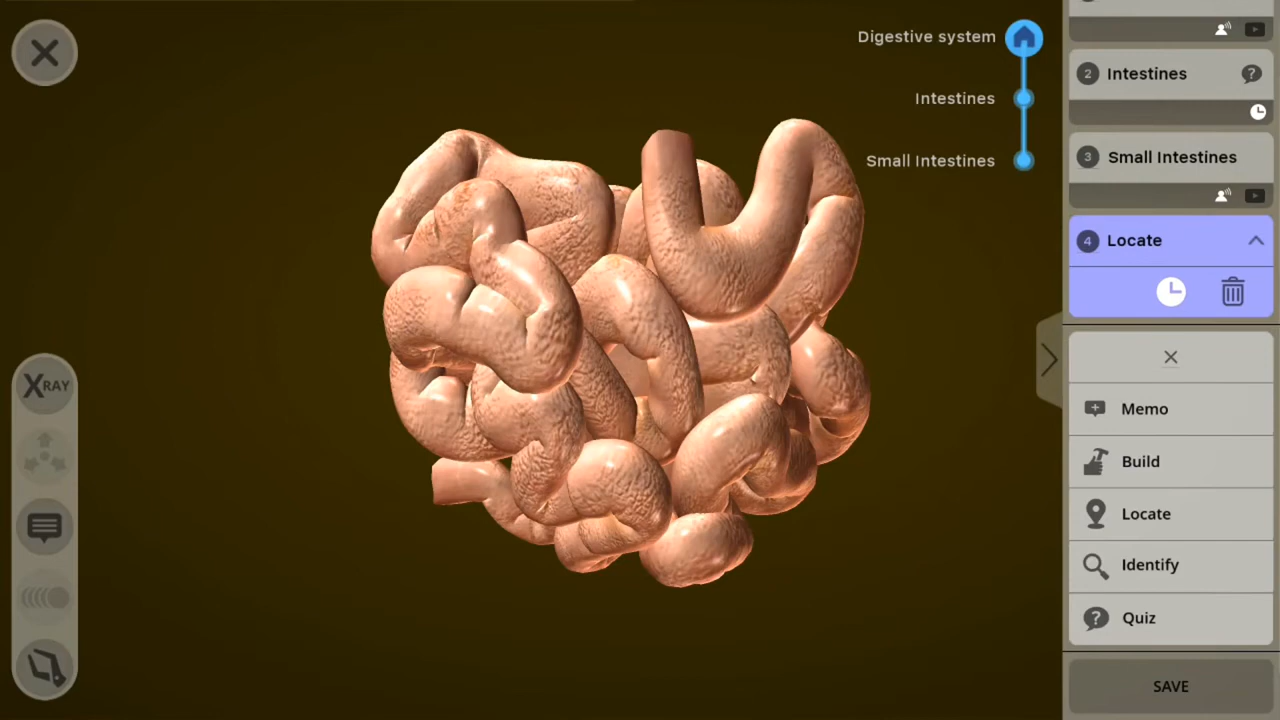 Digestive system
Intestines
Small Intestines
XRAY
2 Intestines
3 Small Intestines
4 Locate
Memo
Build
Locate
Identify
Quiz
SAVE